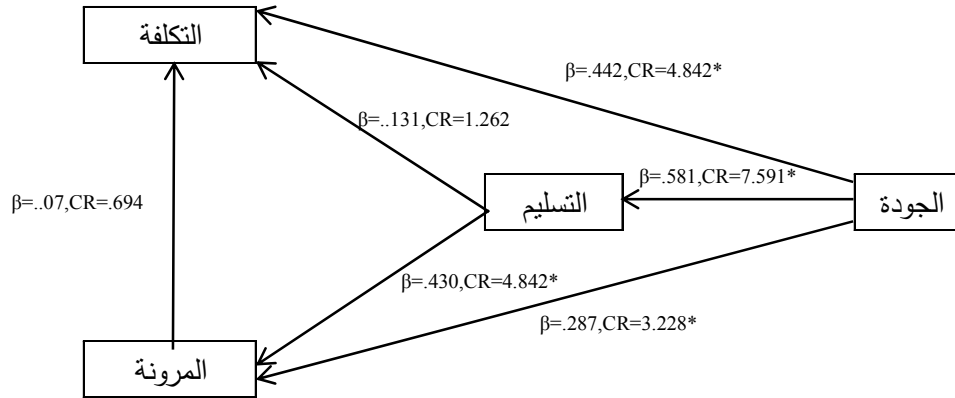 التكلفة
β=.442,CR=4.842*
β=..131,CR=1.262
β=.581,CR=7.591*
الجودة
التسليم
β=..07,CR=.694
β=.430,CR=4.842*
β=.287,CR=3.228*
المرونة